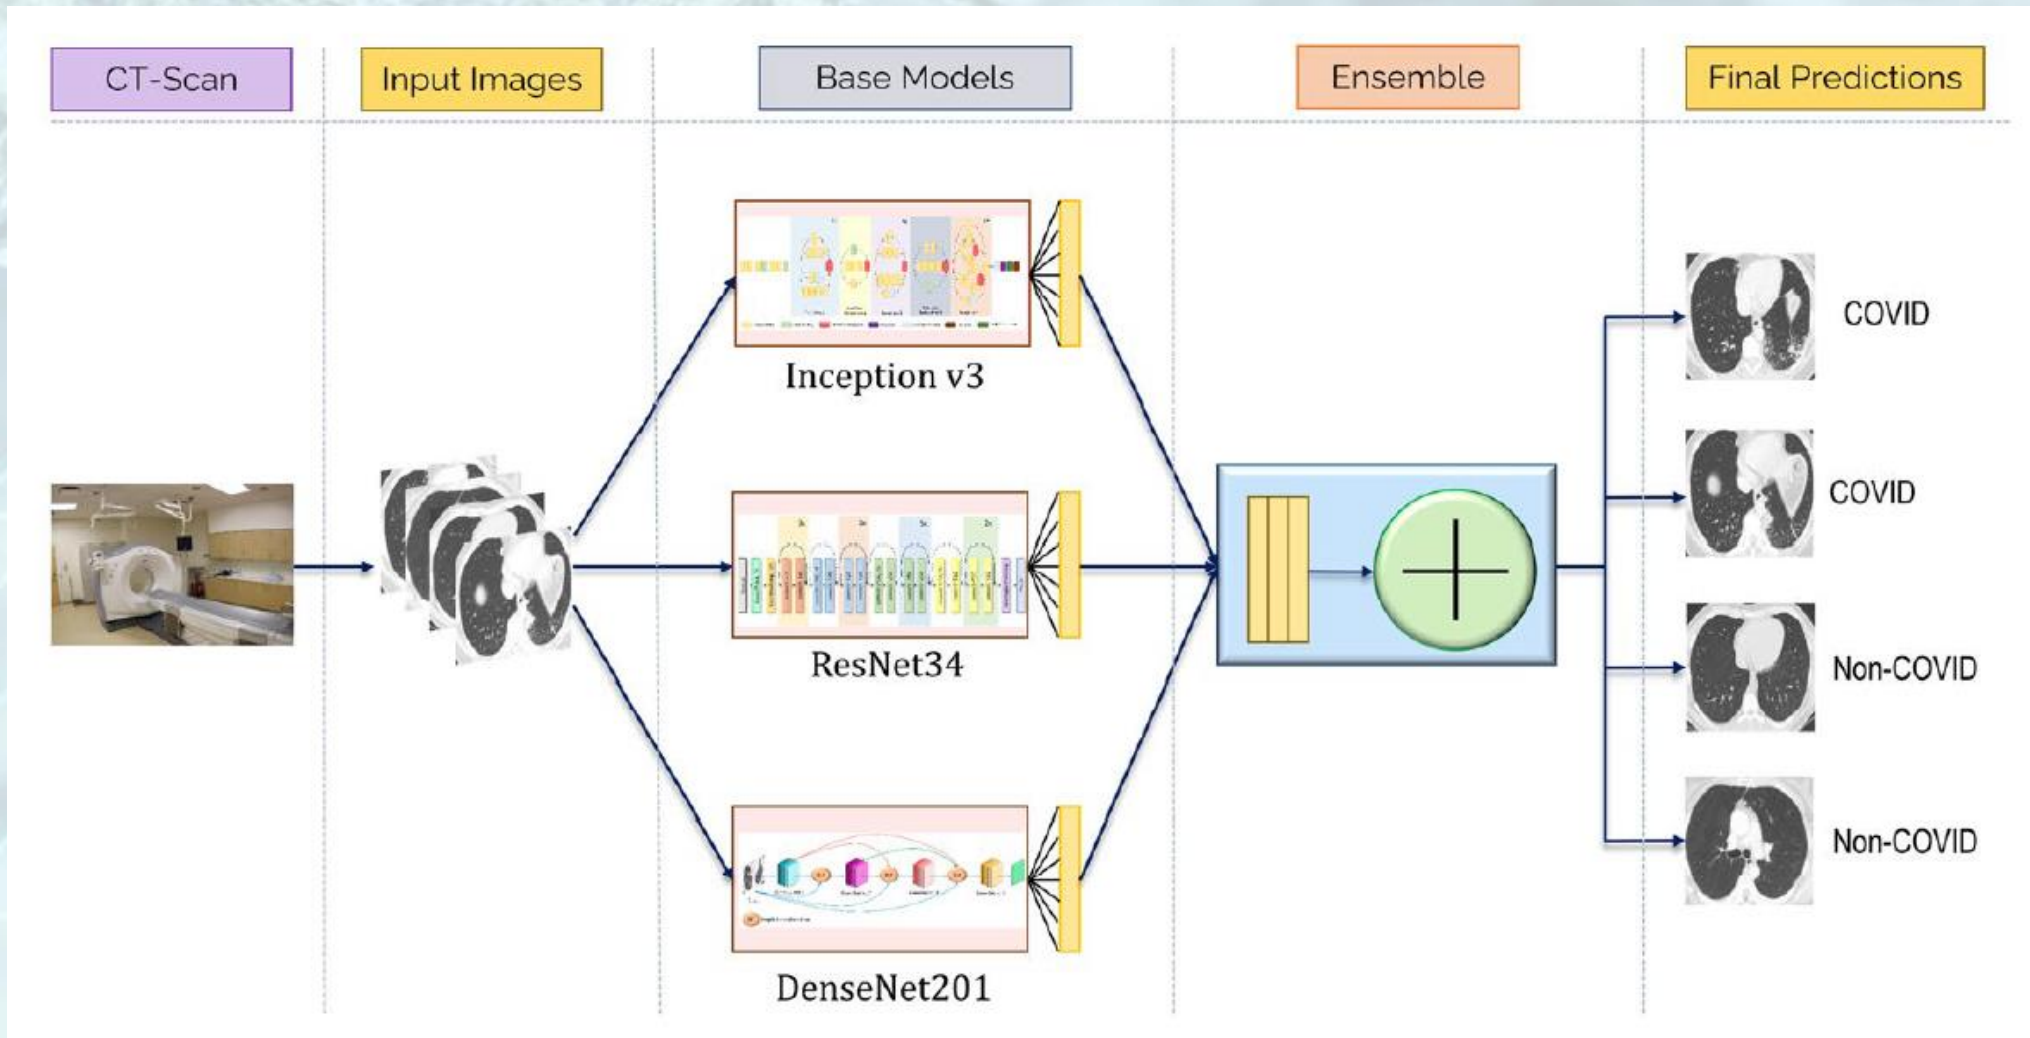 CT-Scan
Input Images
Base Models
Ensemble
Final Predictions
Inception v3
ResNet34
DenseNet201
COVID
COVID
Non-COVID
Non-COVID